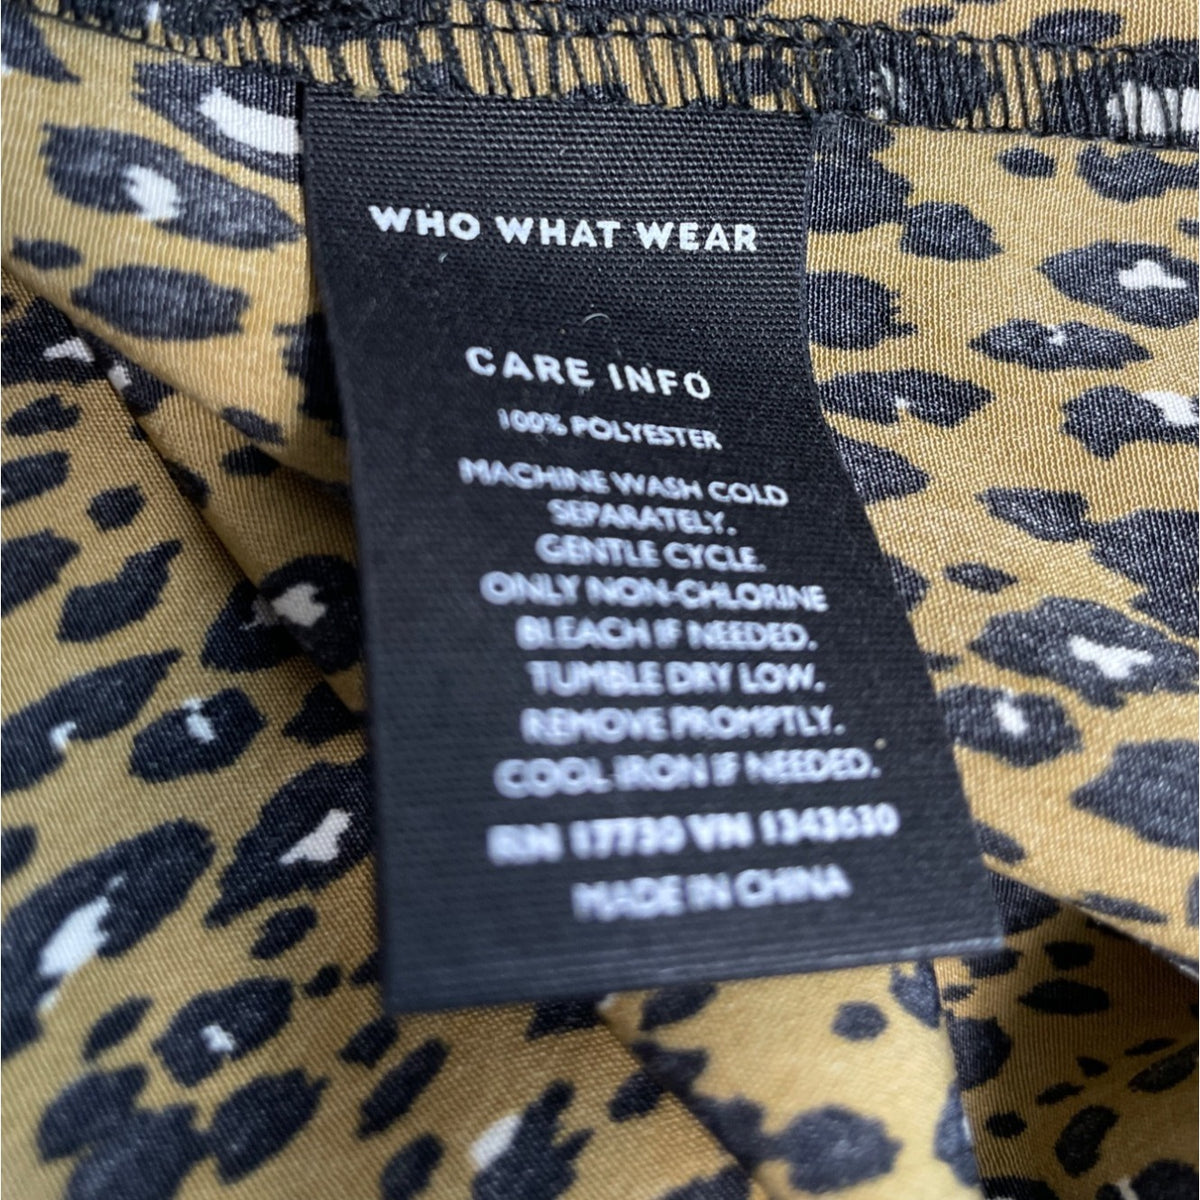 WHO WHAT WEAR
CARE INFO
100% POLYESTER
MACHINE WASH COLD
SEPARATELY.
GENTLE CYCLE.
ONLY NON-CHLORINE
BLEACH IF NEEDED.
TUMBLE DRY LOW.
REMOVE PROMPTLY.
COOL IRON IF NEEDED.
RN 17730 VN 1343630
MADE IN CHINA